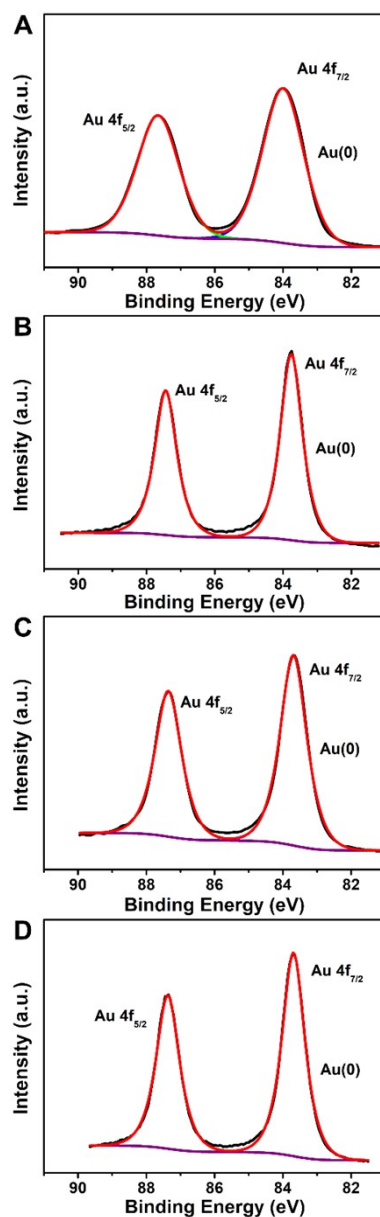 A
Intensity (a.u.)
Au 4f5/2
Au 4f7/2
Au(0)
90 88 86 84 82
Binding Energy (eV)
B
Intensity (a.u.)
Au 4f5/2
Au 4f7/2
Au(0)
90 88 86 84 82
Binding Energy (eV)
C
Intensity (a.u.)
Au 4f5/2
Au 4f7/2
Au(0)
90 88 86 84 82
Binding Energy (eV)
D
Intensity (a.u.)
Au 4f5/2
Au 4f7/2
Au(0)
90 88 86 84 82
Binding Energy (eV)